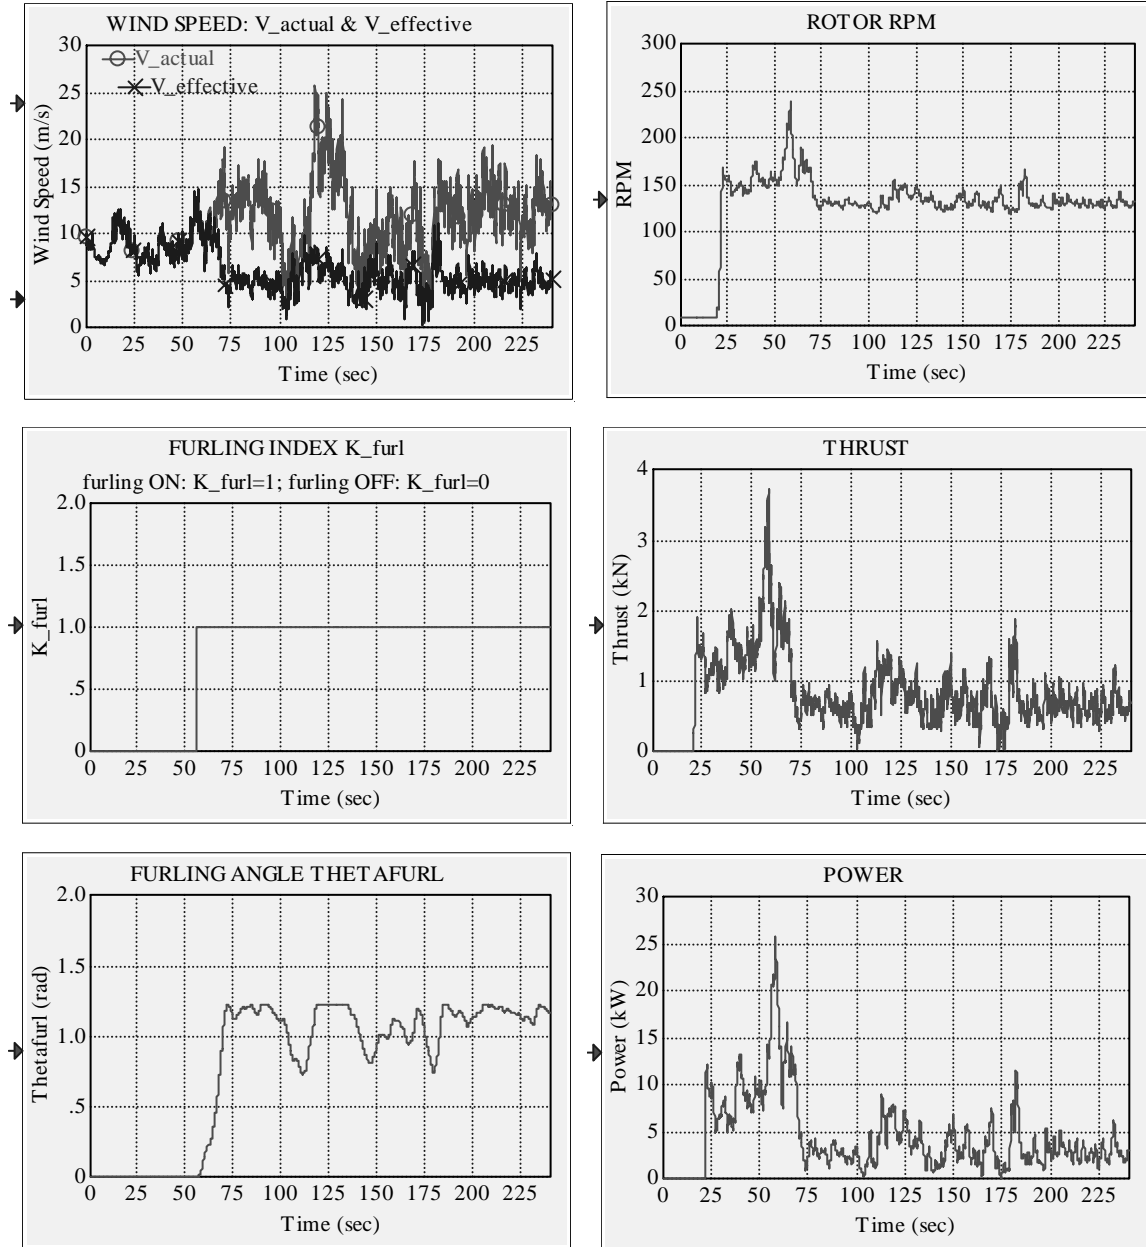 WIND SPEED: V_actual & V_effective
V_actual
V_effective
Wind Speed (m/s)
30
25
20
15
10
5
0
0 25 50 75 100 125 150 175 200 225
Time (sec)
ROTOR RPM
RPM
300
250
200
150
100
50
0
0 25 50 75 100 125 150 175 200 225
Time (sec)
FURLING INDEX K_furl
furling ON: K_furl=1; furling OFF: K_furl=0
K_furl
2.0
1.5
1.0
.5
0
0 25 50 75 100 125 150 175 200 225
Time (sec)
THRUST
Thrust (kN)
4
3
2
1
0
0 25 50 75 100 125 150 175 200 225
Time (sec)
FURLING ANGLE THETAFURL
Thetafurl (rad)
2.0
1.5
1.0
.5
0
0 25 50 75 100 125 150 175 200 225
Time (sec)
POWER
Power (kW)
30
25
20
15
10
5
0
0 25 50 75 100 125 150 175 200 225
Time (sec)